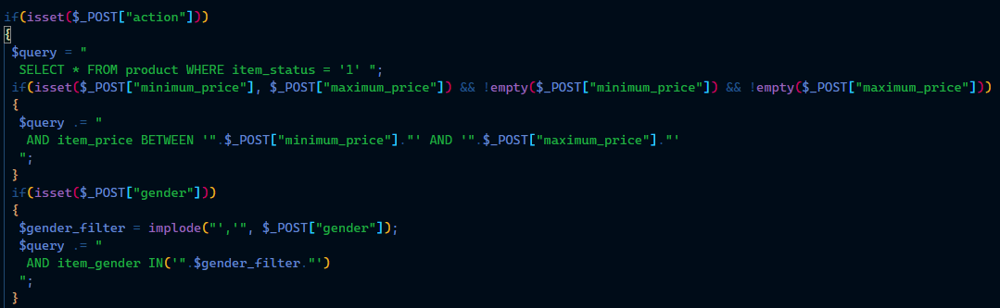 if(isset($_POST["action"]))
{
$query = "
SELECT * FROM product WHERE item_status = '1' ";
if(isset($_POST["minimum_price"], $_POST["maximum_price"]) && !empty($_POST["minimum_price"]) && !empty($_POST["maximum_price"]))
{
$query .= "
AND item_price BETWEEN '".$_POST["minimum_price"]."' AND '".$_POST["maximum_price"]."'
";
}
if(isset($_POST["gender"]))
{
$gender_filter = implode("','", $_POST["gender"]);
$query .= "
AND item_gender IN('".$gender_filter."')
";
}